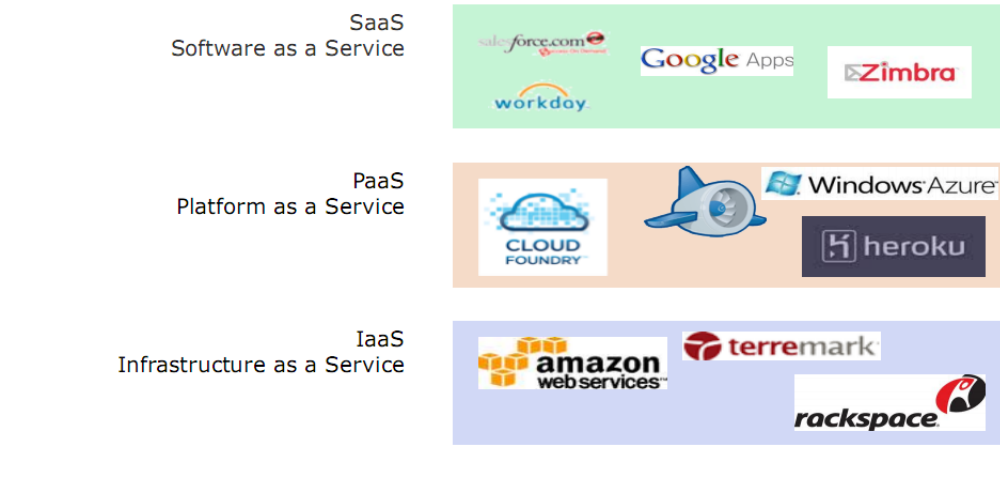 SaaS
Software as a Service
salesforce.com
Google Apps
Zimbra
workday
PaaS
Platform as a Service
Windows Azure
CLOUD
FOUNDRY
heroku
IaaS
Infrastructure as a Service
amazon
web services
terremark
rackspace